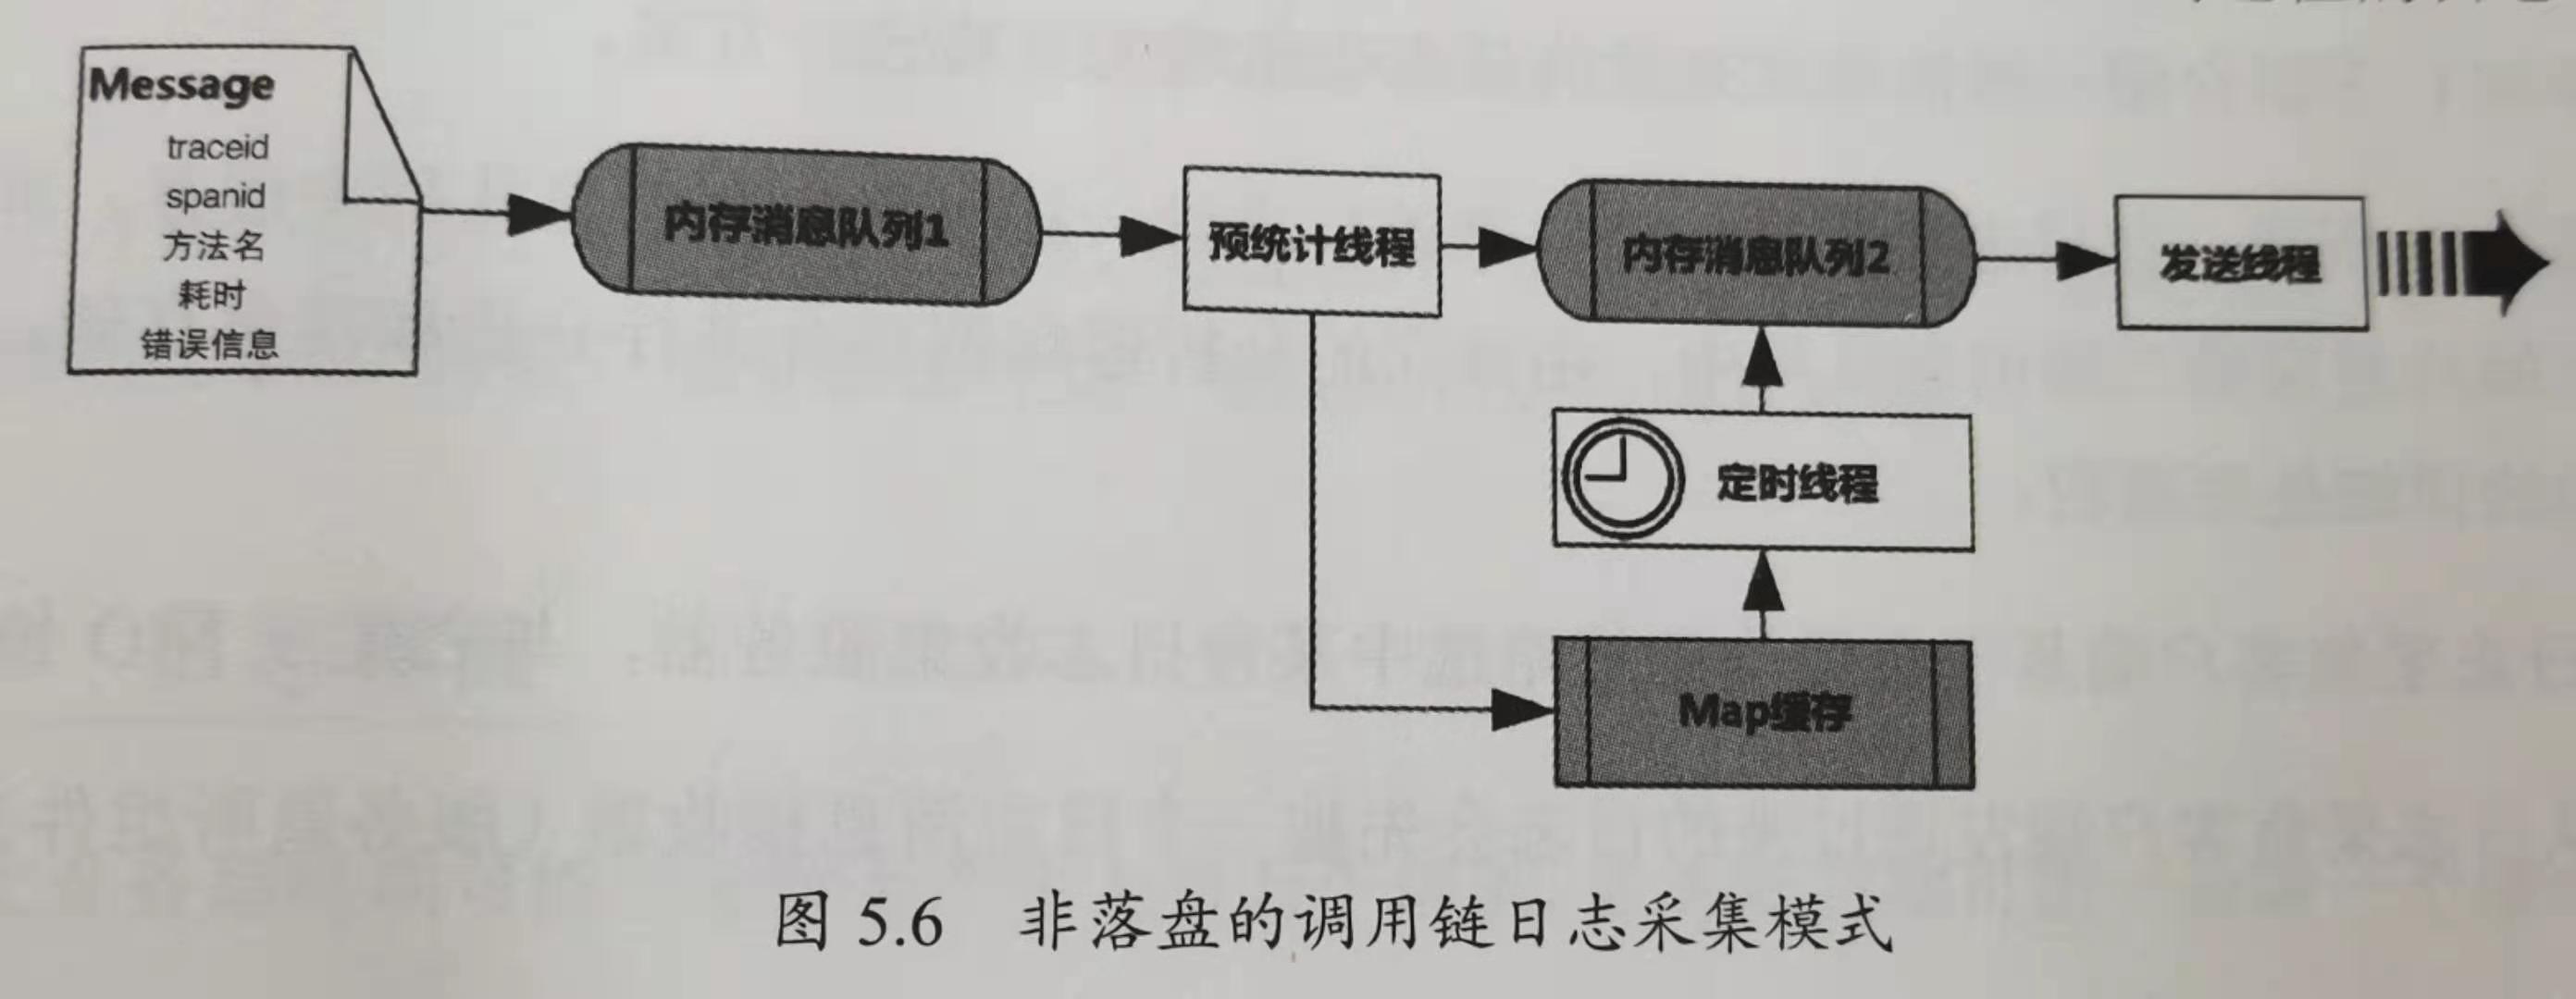 Message
traceid
spanid
方法名
耗时
错误信息
内存消息队列1
预统计线程
内存消息队列2
发送线程
定时线程
Map缓存
图 5.6 非落盘的调用链日志采集模式